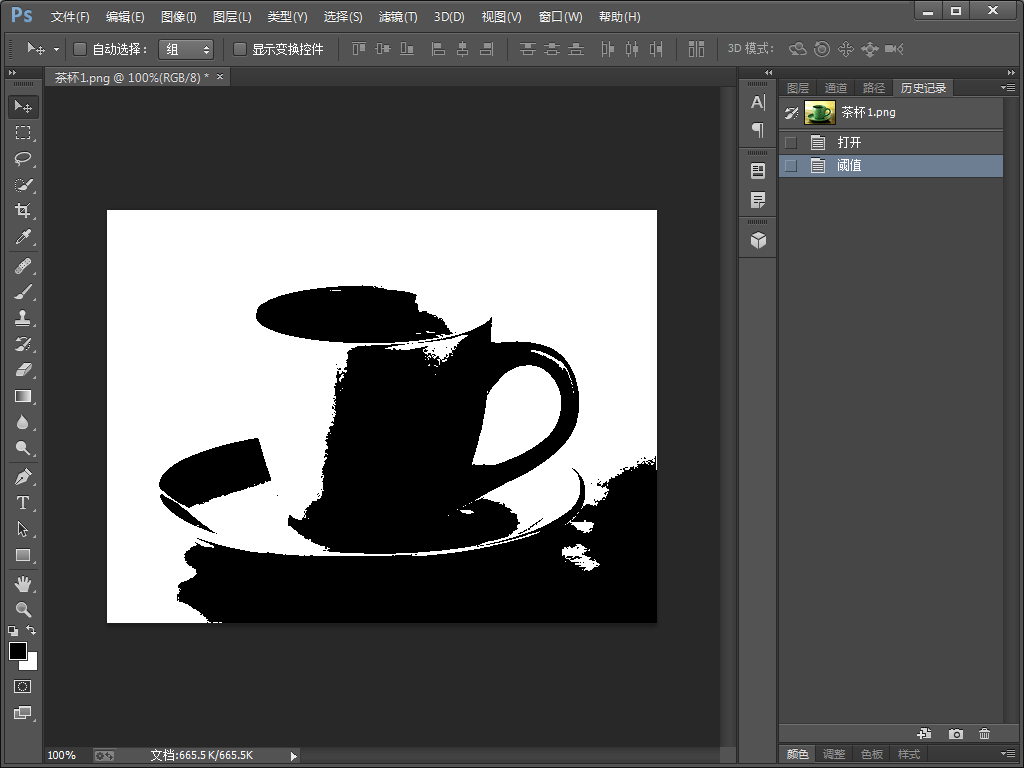 Ps 文件(F) 编辑(E) 图像(I) 图层(L) 类型(Y) 选择(S) 滤镜(T) 3D(D) 视图(V) 窗口(W) 帮助(H)
自动选择： 组 显示变换控件 3D 模式：
茶杯1.png @ 100%(RGB/8) * ×
图层 通道 路径 历史记录
茶杯1.png
打开
阈值
100% 文档:665.5K/665.5K
颜色 调整 色板 样式